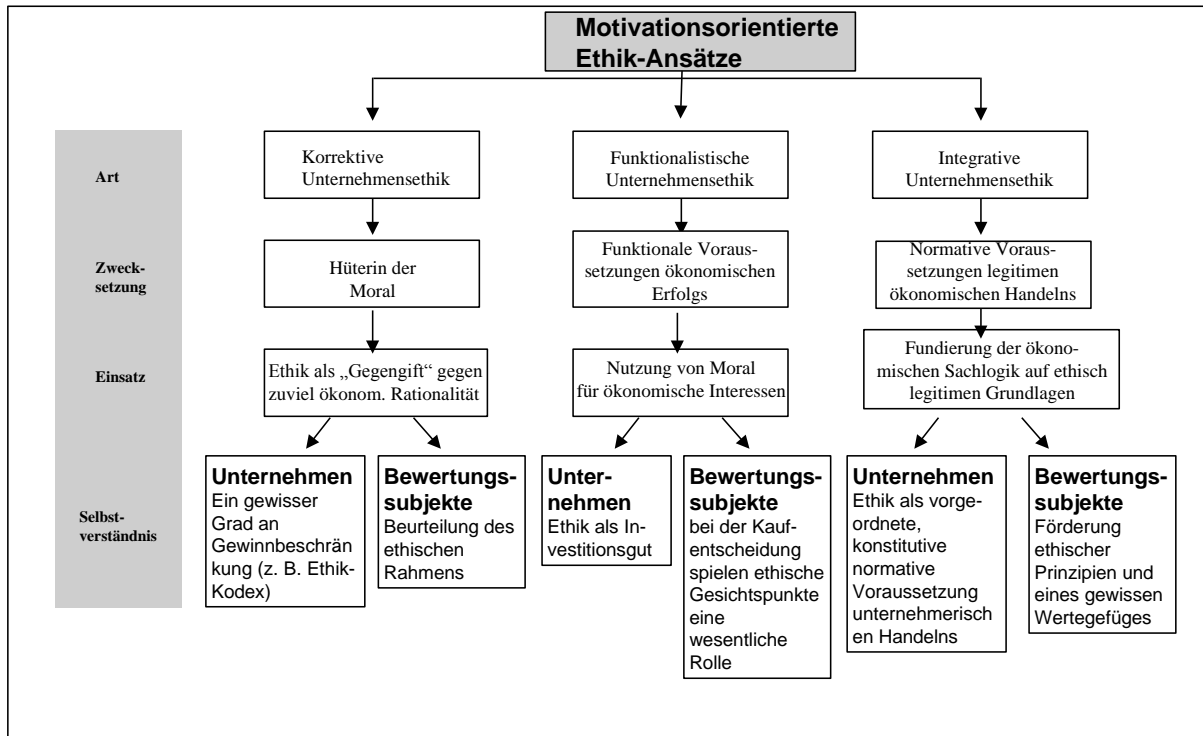 Motivationsorientierte
Ethik-Ansätze
Art
Korrektive
Unternehmensethik
Funktionalistische
Unternehmensethik
Integrative
Unternehmensethik
Zweck-
setzung
Hüterin der
Moral
Funktionale Voraus-
setzungen ökonomischen
Erfolgs
Normative Voraus-
setzungen legitimen
ökonomischen Handelns
Einsatz
Ethik als „Gegengift“ gegen
zuviel ökonom. Rationalität
Nutzung von Moral
für ökonomische Interessen
Fundierung der ökono-
mischen Sachlogik auf ethisch
legitimen Grundlagen
Selbst-
verständnis
Unternehmen
Ein gewisser
Grad an
Gewinnbeschrän
kung (z. B. Ethik-
Kodex)
Bewertungs-
subjekte
Beurteilung des
ethischen
Rahmens
Unter-
nehmen
Ethik als In-
vestitionsgut
Bewertungs-
subjekte
bei der Kauf-
entscheidung
spielen ethische
Gesichtspunkte
eine
wesentliche
Rolle
Unternehmen
Ethik als vorge-
ordnete,
konstitutive
normative
Voraussetzung
unternehmerisch
en Handelns
Bewertungs-
subjekte
Förderung
ethischer
Prinzipien und
eines gewissen
Wertegefüges